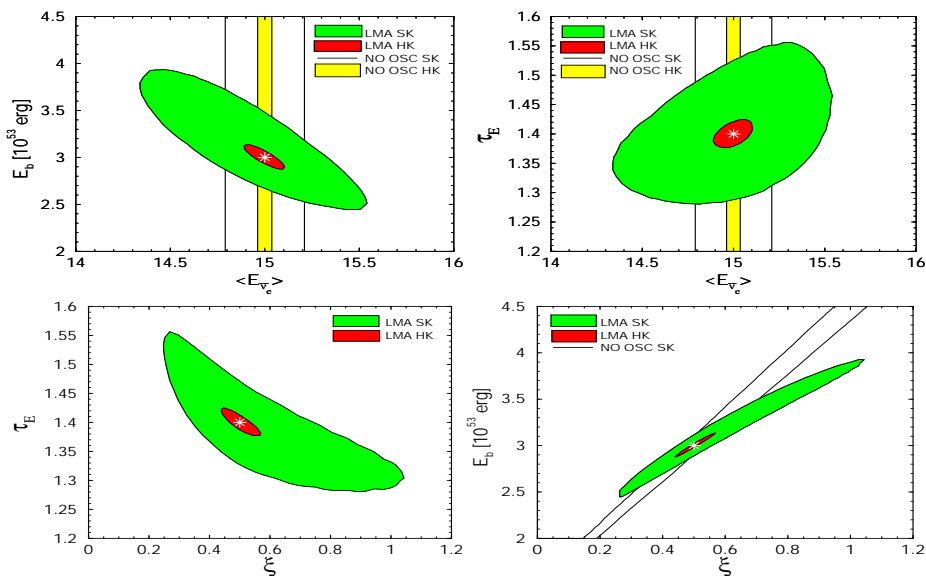 4.5
4
3.5
3
2.5
2
E_b [10^53 erg]
LMA SK
LMA HK
NO OSC SK
NO OSC HK
14 14.5 15 15.5 16
<E_ν̅e>
1.6
1.55
1.5
1.45
1.4
1.35
1.3
1.25
1.2
τ_E
LMA SK
LMA HK
NO OSC SK
NO OSC HK
14 14.5 15 15.5 16
<E_ν̅e>
1.6
1.55
1.5
1.45
1.4
1.35
1.3
1.25
1.2
τ_E
LMA SK
LMA HK
0 0.2 0.4 0.6 0.8 1 1.2
ξ
4.5
4
3.5
3
2.5
2
E_b [10^53 erg]
LMA SK
LMA HK
NO OSC SK
0 0.2 0.4 0.6 0.8 1 1.2
ξ